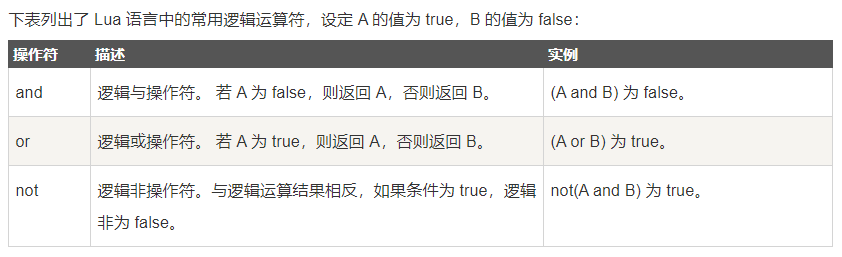 下表列出了 Lua 语言中的常用逻辑运算符，设定 A 的值为 true，B 的值为 false：
操作符 描述 实例
and 逻辑与操作符。 若 A 为 false，则返回 A，否则返回 B。 (A and B) 为 false。
or 逻辑或操作符。 若 A 为 true，则返回 A，否则返回 B。 (A or B) 为 true。
not 逻辑非操作符。与逻辑运算结果相反，如果条件为 true，逻辑 not(A and B) 为 true。
非为 false。